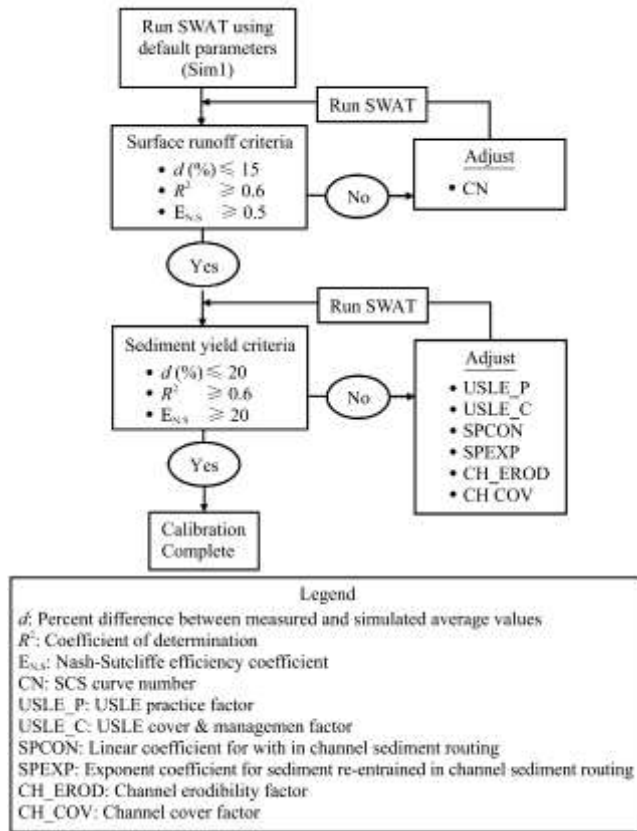 Run SWAT using
default parameters
(Sim1)
Run SWAT
Surface runoff criteria
• d (%) ≤ 15
• R² ≥ 0.6
• E_N.S ≥ 0.5
No
Adjust
• CN
Yes
Run SWAT
Sediment yield criteria
• d (%) ≤ 20
• R² ≥ 0.6
• E_N.S ≥ 20
No
Adjust
• USLE_P
• USLE_C
• SPCON
• SPEXP
• CH_EROD
• CH COV
Yes
Calibration
Complete
Legend
d: Percent difference between measured and simulated average values
R²: Coefficient of determination
E_N.S: Nash-Sutcliffe efficiency coefficient
CN: SCS curve number
USLE_P: USLE practice factor
USLE_C: USLE cover & managemen factor
SPCON: Linear coefficient for with in channel sediment routing
SPEXP: Exponent coefficient for sediment re-entrained in channel sediment routing
CH_EROD: Channel erodibility factor
CH_COV: Channel cover factor